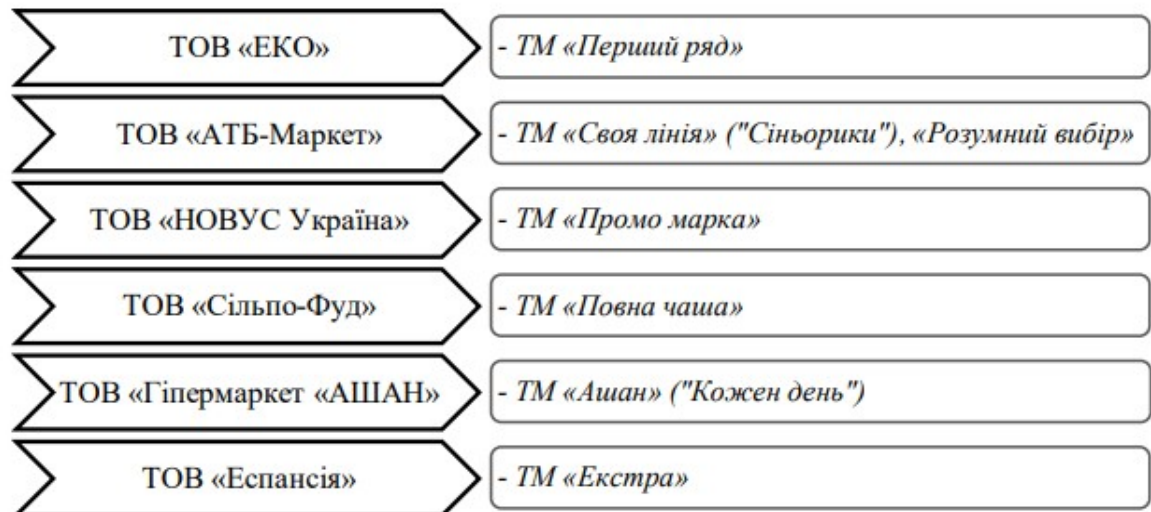 ТОВ «ЕКО»
- ТМ «Перший ряд»
ТОВ «АТБ-Маркет»
- ТМ «Своя лінія» ("Сіньорики"), «Розумний вибір»
ТОВ «НОВУС Україна»
- ТМ «Промо марка»
ТОВ «Сільпо-Фуд»
- ТМ «Повна чаша»
ТОВ «Гіпермаркет «АШАН»
- ТМ «Ашан» ("Кожен день")
ТОВ «Еспансія»
- ТМ «Екстра»